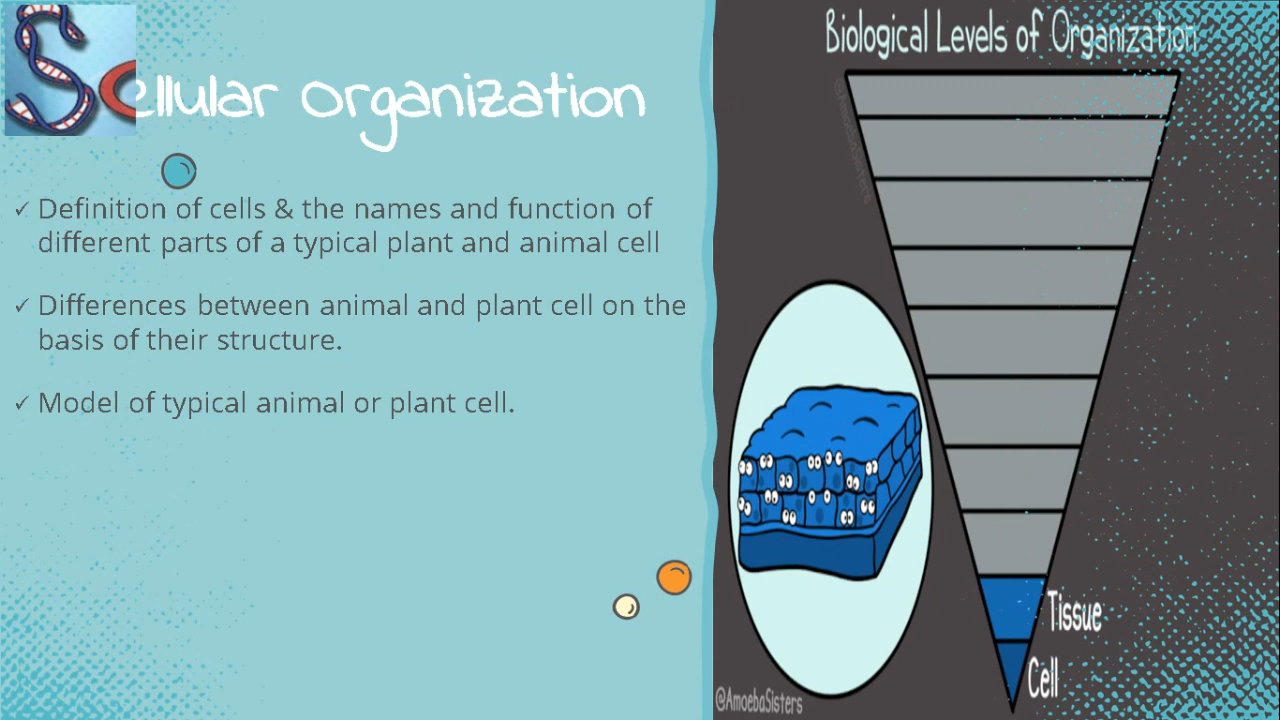 Cellular organization
✓ Definition of cells & the names and function of
different parts of a typical plant and animal cell
✓ Differences between animal and plant cell on the
basis of their structure.
✓ Model of typical animal or plant cell.
Biological Levels of Organization
Tissue
Cell
@AmoebaSisters